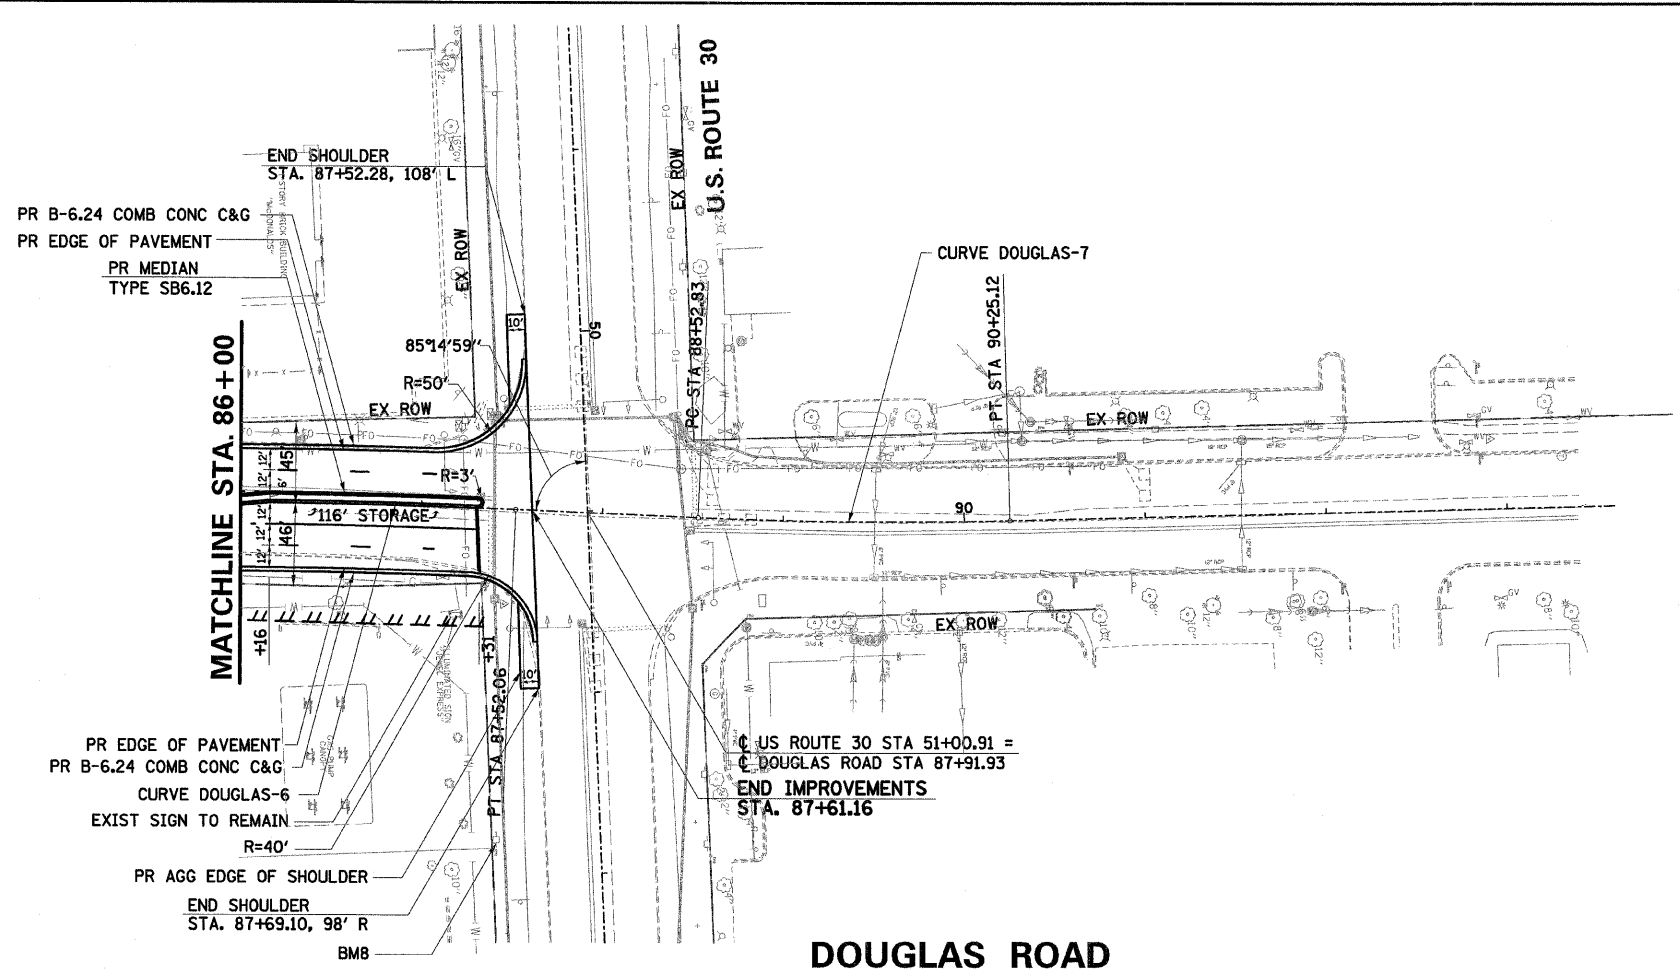 END SHOULDER
STA. 87+52.28, 108' L
PR B-6.24 COMB CONC C&G
PR EDGE OF PAVEMENT
PR MEDIAN
TYPE SB6.12
MATCHLINE STA. 86+00
EX ROW
EX ROW
U.S. ROUTE 30
CURVE DOUGLAS-7
PC STA 88+52.83
PT STA 90+25.12
85°14'59"
R=50'
EX ROW
10'
50
EX ROW
R=3'
45'
12'
12'
6'
116' STORAGE
12'
12'
12'
46'
90
EX ROW
+16
+31
10'
PT STA 87+52.06
PR EDGE OF PAVEMENT
PR B-6.24 COMB CONC C&G
CURVE DOUGLAS-6
EXIST SIGN TO REMAIN
R=40'
PR AGG EDGE OF SHOULDER
END SHOULDER
STA. 87+69.10, 98' R
BM8
℄ US ROUTE 30 STA 51+00.91 =
℄ DOUGLAS ROAD STA 87+91.93
END IMPROVEMENTS
STA. 87+61.16
DOUGLAS ROAD